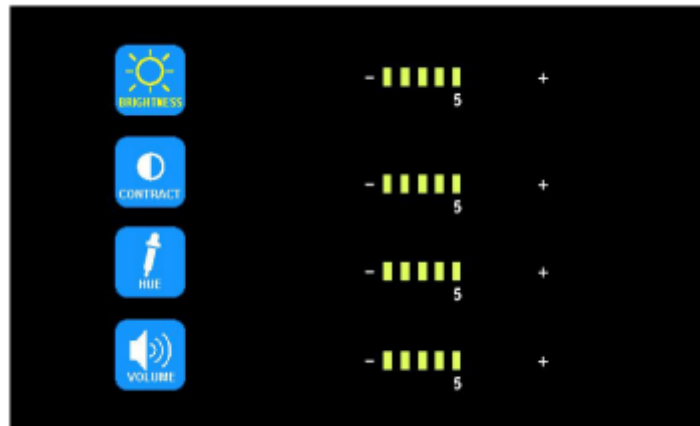 BRIGHTNESS - 5 +
CONTRACT - 5 +
HUE - 5 +
VOLUME - 5 +